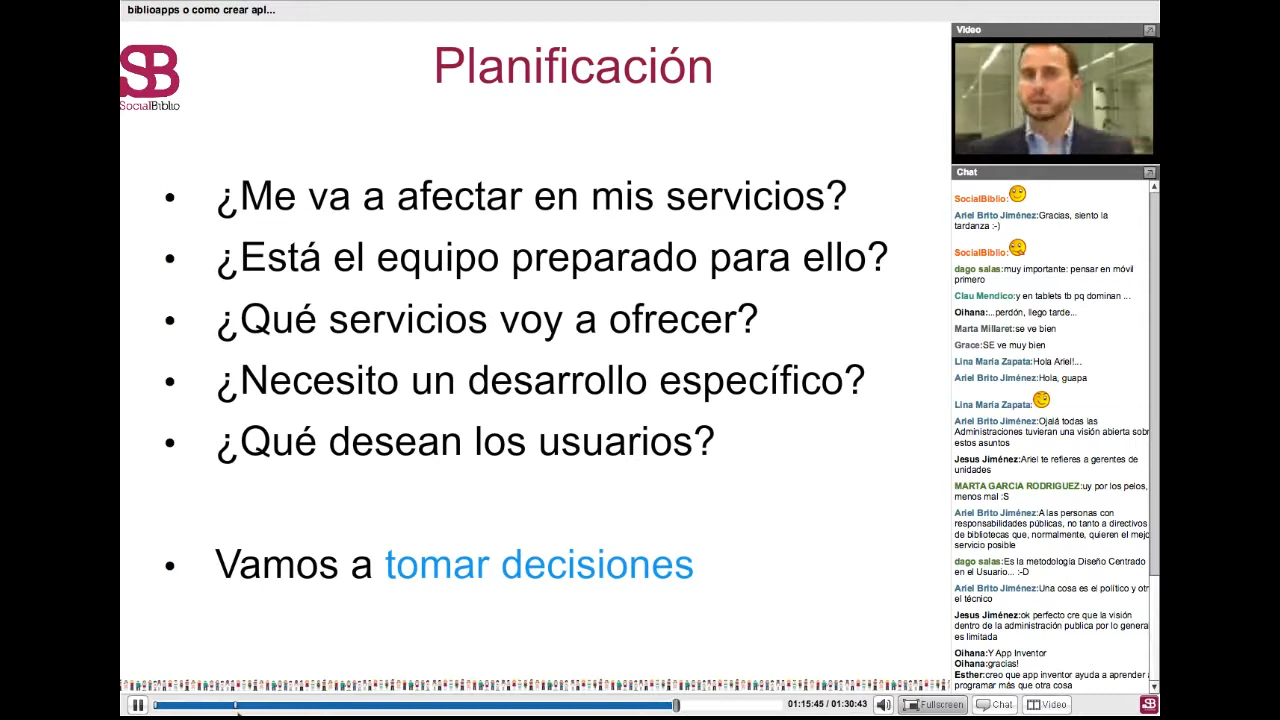 biblioapps o como crear apl...
SB
SocialBiblio
Planificación
• ¿Me va a afectar en mis servicios?
• ¿Está el equipo preparado para ello?
• ¿Qué servicios voy a ofrecer?
• ¿Necesito un desarrollo específico?
• ¿Qué desean los usuarios?
• Vamos a tomar decisiones
Video
Chat
SocialBiblio:
Ariel Brito Jiménez:Gracias, siento la
tardanza :-)
SocialBiblio:
dago salas:muy importante: pensar en móvil
primero
Clau Mendico:y en tablets tb pq dominan ...
Oihana:...perdón, llego tarde...
Marta Millaret:se ve bien
Grace:SE ve muy bien
Lina María Zapata:Hola Ariel!...
Ariel Brito Jiménez:Hola, guapa
Lina María Zapata:
Ariel Brito Jiménez:Ojalá todas las
Administraciones tuvieran una visión abierta sobr
estos asuntos
Jesus Jiménez:Ariel te refieres a gerentes de
unidades
MARTA GARCIA RODRIGUEZ:uy por los pelos,
menos mal :S
Ariel Brito Jiménez:A las personas con
responsabilidades públicas, no tanto a directivos
de bibliotecas que, normalmente, quieren el mejo
servicio posible
dago salas:Es la metodología Diseño Centrado
en el Usuario... :-D
Ariel Brito Jiménez:Una cosa es el político y otr
el técnico
Jesus Jiménez:ok perfecto cre que la visión
dentro de la administración publica por lo genera
es limitada
Oihana:Y App Inventor
Oihana:gracias!
Esther:creo que app inventor ayuda a aprender
programar más que otra cosa
01:15:45 / 01:30:43
Fullscreen
Chat
Video
SB